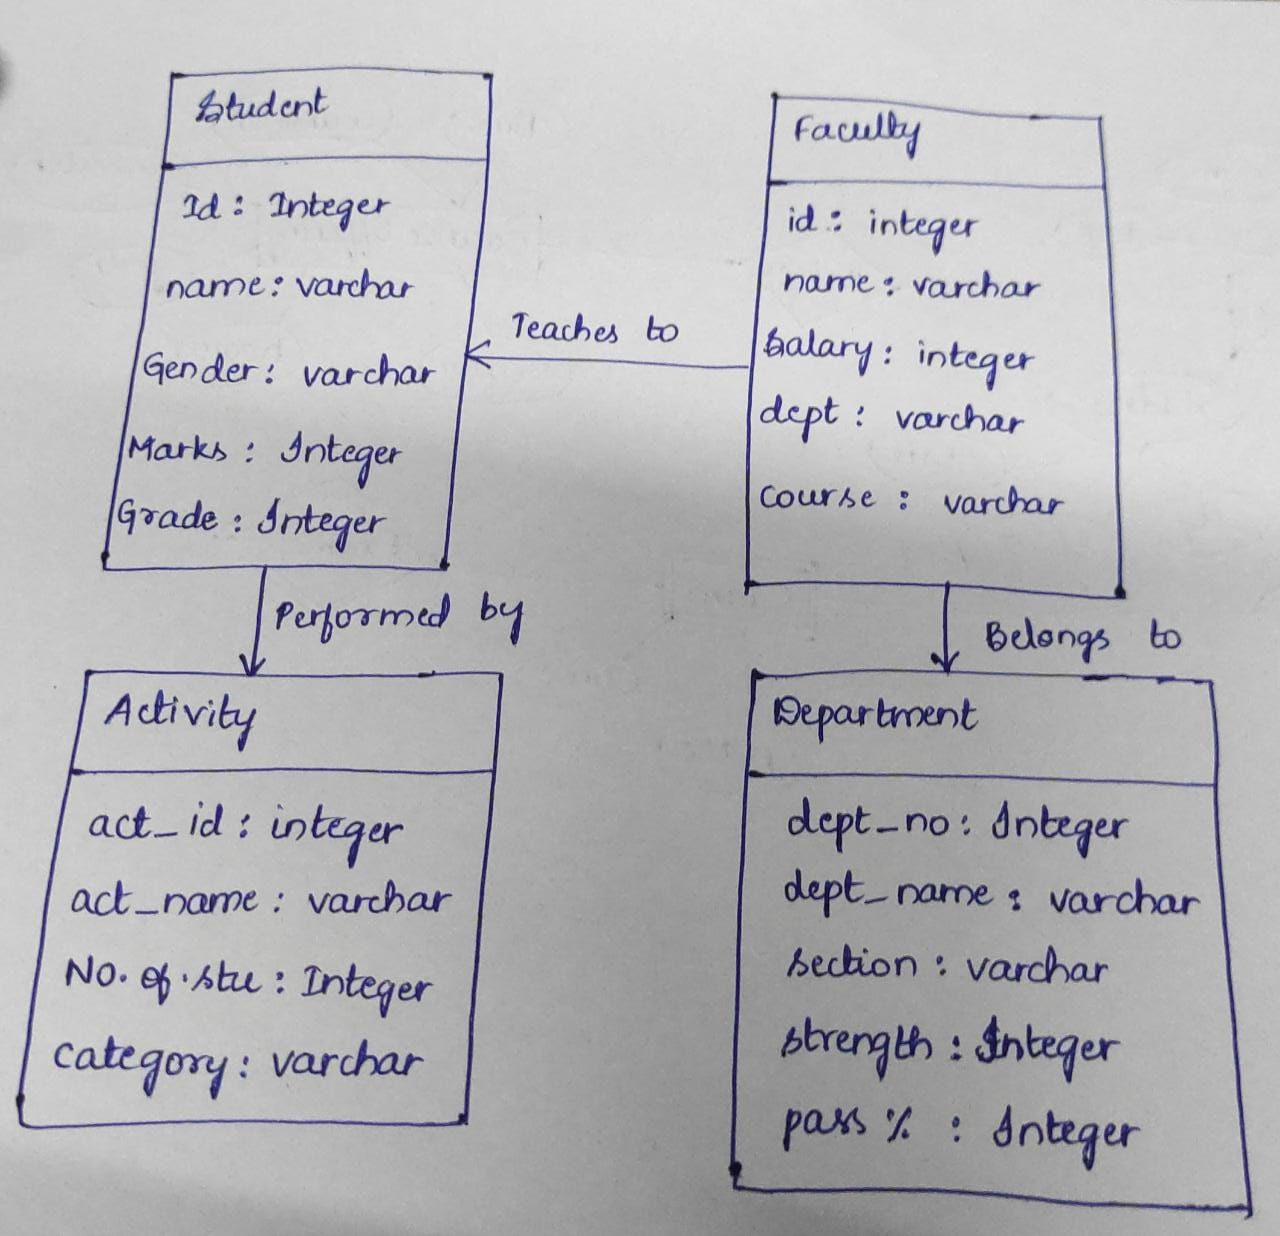 Student
Id : Integer
name : varchar
Gender : varchar
Marks : Integer
Grade : Integer
Teaches to
Faculty
id : integer
name : varchar
Salary : integer
dept : varchar
course : varchar
Performed by
Belongs to
Activity
act_id : integer
act_name : varchar
No. of. stu : Integer
category : varchar
Department
dept_no : Integer
dept_name : varchar
section : varchar
strength : Integer
pass % : Integer